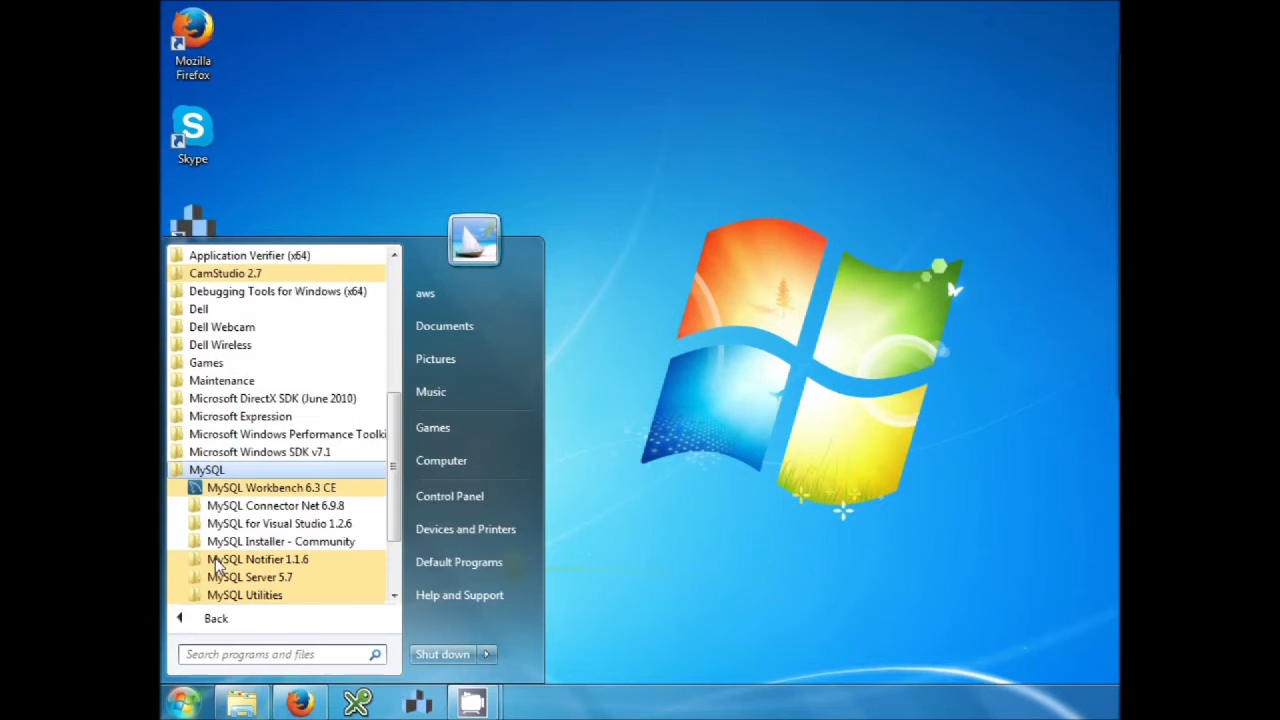 Mozilla
Firefox
S
Skype
Application Verifier (x64)
CamStudio 2.7
Debugging Tools for Windows (x64)
Dell
Dell Webcam
Dell Wireless
Games
Maintenance
Microsoft DirectX SDK (June 2010)
Microsoft Expression
Microsoft Windows Performance Toolki
Microsoft Windows SDK v7.1
MySQL
MySQL Workbench 6.3 CE
MySQL Connector Net 6.9.8
MySQL for Visual Studio 1.2.6
MySQL Installer - Community
MySQL Notifier 1.1.6
MySQL Server 5.7
MySQL Utilities
Back
Search programs and files
aws
Documents
Pictures
Music
Games
Computer
Control Panel
Devices and Printers
Default Programs
Help and Support
Shut down